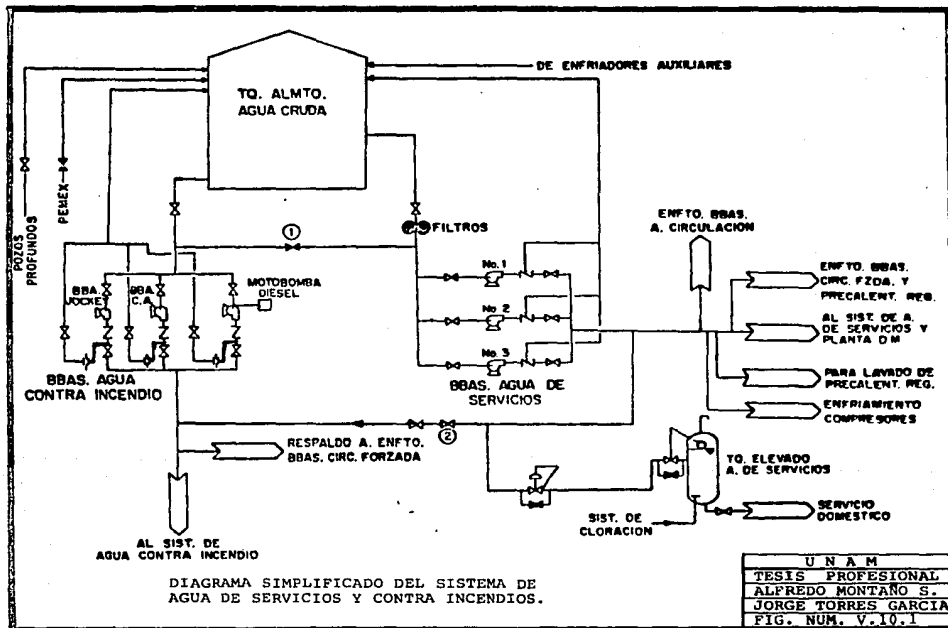 DE ENFRIADORES AUXILIARES
TQ. ALMTO.
AGUA CRUDA
POZOS
PROFUNDOS
PEMEX
1
FILTROS
ENFTO. BBAS.
A. CIRCULACION
BBA.
JOCKEY
BBA.
C.A.
MOTOBOMBA
DIESEL
No. 1
No. 2
No. 3
ENFTO. BBAS.
CIRC. FZDA. Y
PRECALENT. REG.
AL SIST. DE A.
DE SERVICIOS Y
PLANTA D M
PARA LAVADO DE
PRECALENT. REG.
ENFRIAMIENTO
COMPRESORES
BBAS. AGUA
CONTRA INCENDIO
BBAS. AGUA DE
SERVICIOS
2
RESPALDO A. ENFTO.
BBAS. CIRC. FORZADA
TQ. ELEVADO
A. DE SERVICIOS
SERVICIO
DOMESTICO
SIST. DE
CLORACION
AL SIST. DE
AGUA CONTRA INCENDIO
DIAGRAMA SIMPLIFICADO DEL SISTEMA DE
AGUA DE SERVICIOS Y CONTRA INCENDIOS.
U N A M
TESIS PROFESIONAL
ALFREDO MONTAÑO S.
JORGE TORRES GARCIA
FIG. NUM. V.10.1